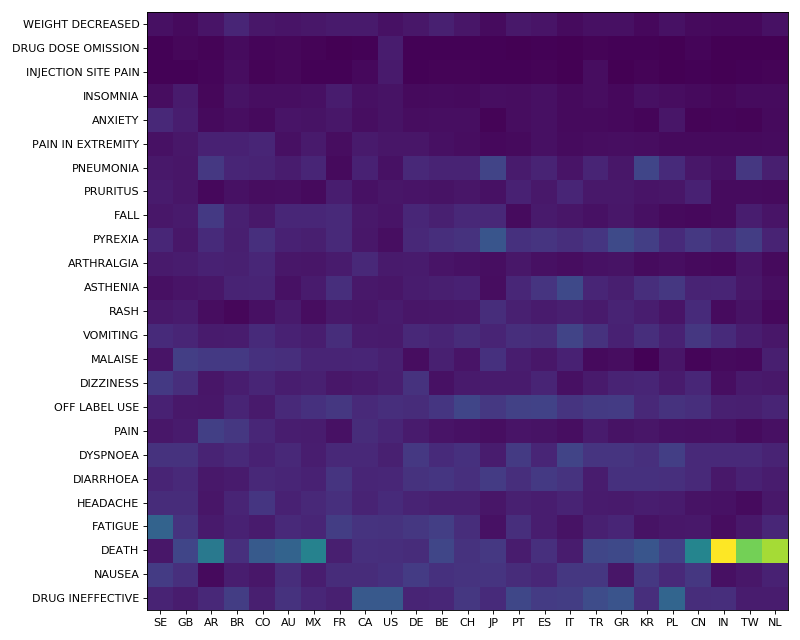 WEIGHT DECREASED
DRUG DOSE OMISSION
INJECTION SITE PAIN
INSOMNIA
ANXIETY
PAIN IN EXTREMITY
PNEUMONIA
PRURITUS
FALL
PYREXIA
ARTHRALGIA
ASTHENIA
RASH
VOMITING
MALAISE
DIZZINESS
OFF LABEL USE
PAIN
DYSPNOEA
DIARRHOEA
HEADACHE
FATIGUE
DEATH
NAUSEA
DRUG INEFFECTIVE
SE GB AR BR CO AU MX FR CA US DE BE CH JP PT ES IT TR GR KR PL CN IN TW NL